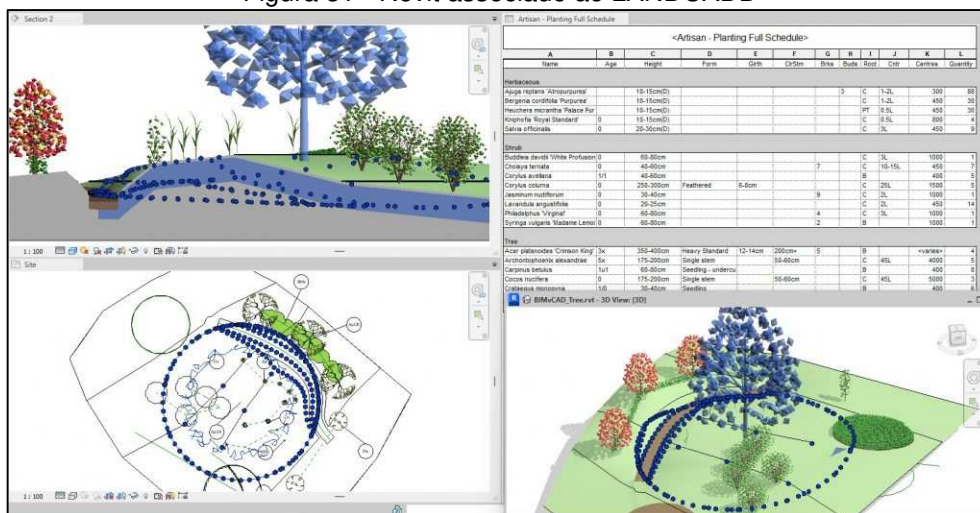 Figura 31 - Revit associado ao LANDCADD
Section 2
1 : 100
Site
1 : 100
Artisan - Planting Full Schedule
<Artisan - Planting Full Schedule>
A B C D E F G H I J K L
Name Age Height Form Girth ClrStm Brks Buds Root Cntr Centres Quantity
Herbaceous
Ajuga reptans 'Atropurpurea' 10-15cm(D) 3 C 1-2L 300 80
Bergenia cordifolia 'Purpurea' 10-15cm(D) C 1-2L 450 30
Heuchera micrantha 'Palace Pur 10-15cm(D) PT 0.5L 450 30
Kniphofia 'Royal Standard' 0 10-15cm(D) C 0.5L 800 4
Salvia officinalis 0 20-30cm(D) C 3L 450 9
Shrub
Buddleia davidii 'White Profusion 0 60-80cm C 3L 1000 1
Choisya ternata 0 40-60cm 7 C 10-15L 450 7
Corylus avellana 1/1 40-60cm B 400 5
Corylus colurna 0 250-300cm Feathered 6-8cm C 25L 1500 1
Jasminum nudiflorum 0 30-40cm 9 C 2L 1000 1
Lavandula angustifolia 0 20-25cm C 2L 450 14
Philadelphus 'Virginal' 0 60-80cm 4 C 3L 1000 1
Syringa vulgaris 'Madame Lemoi 0 60-80cm 2 B 1000 1
Tree
Acer platanoides 'Crimson King' 3x 350-400cm Heavy Standard 12-14cm 200cm+ 5 B <varies> 4
Archontophoenix alexandrae 5x 175-200cm Single stem 50-60cm C 45L 4000 5
Carpinus betulus 1u1 60-80cm Seedling - undercu B 400 8
Cocos nucifera 0 175-200cm Single stem 50-60cm C 45L 5000 3
Crataegus monogyna 1/0 30-40cm Seedling B 400 6
BIMvCAD_Tree.rvt - 3D View: {3D}